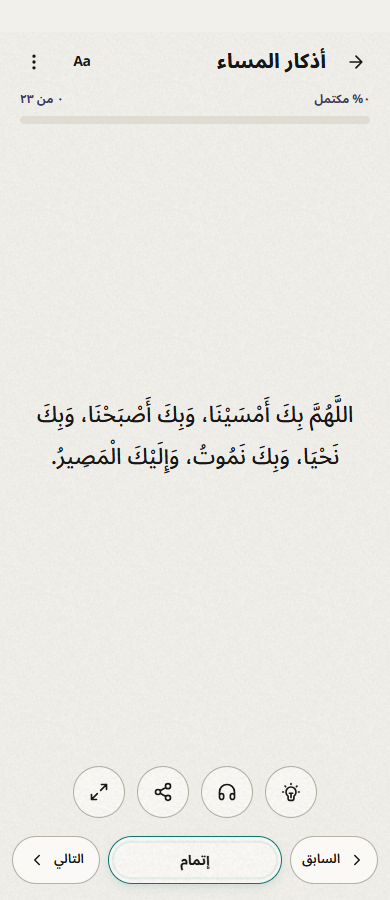 أذكار المساء
Aa
٠% مكتمل
٠ من ٢٣
اللَّهُمَّ بِكَ أَمْسَيْنَا، وَبِكَ أَصْبَحْنَا، وَبِكَ
نَحْيَا، وَبِكَ نَمُوتُ، وَإِلَيْكَ الْمَصِيرُ.
السابق
إتمام
التالي